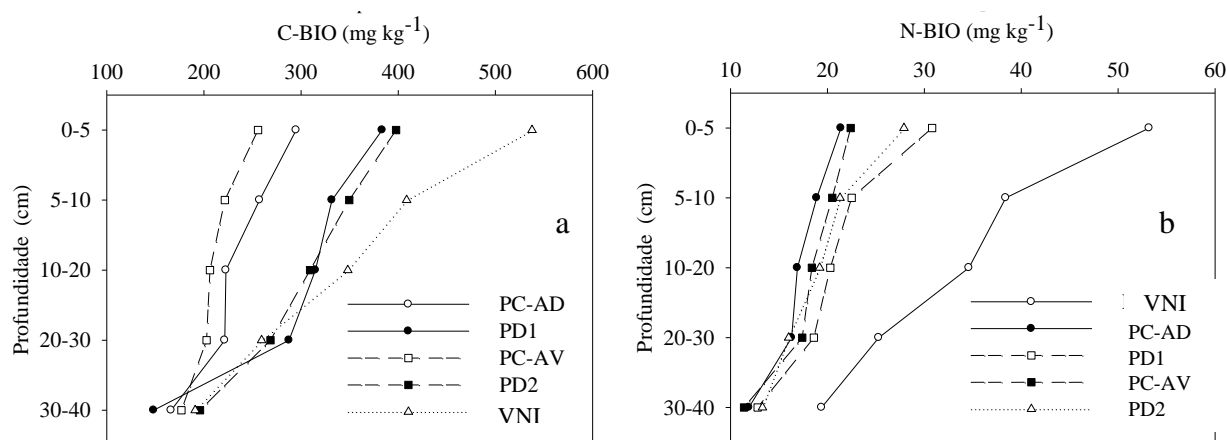 C-BIO (mg kg⁻¹)
100 200 300 400 500 600
Profundidade (cm)
0-5
5-10
10-20
20-30
30-40
a
PC-AD
PD1
PC-AV
PD2
VNI
N-BIO (mg kg⁻¹)
10 20 30 40 50 60
Profundidade (cm)
0-5
5-10
10-20
20-30
30-40
b
VNI
PC-AD
PD1
PC-AV
PD2